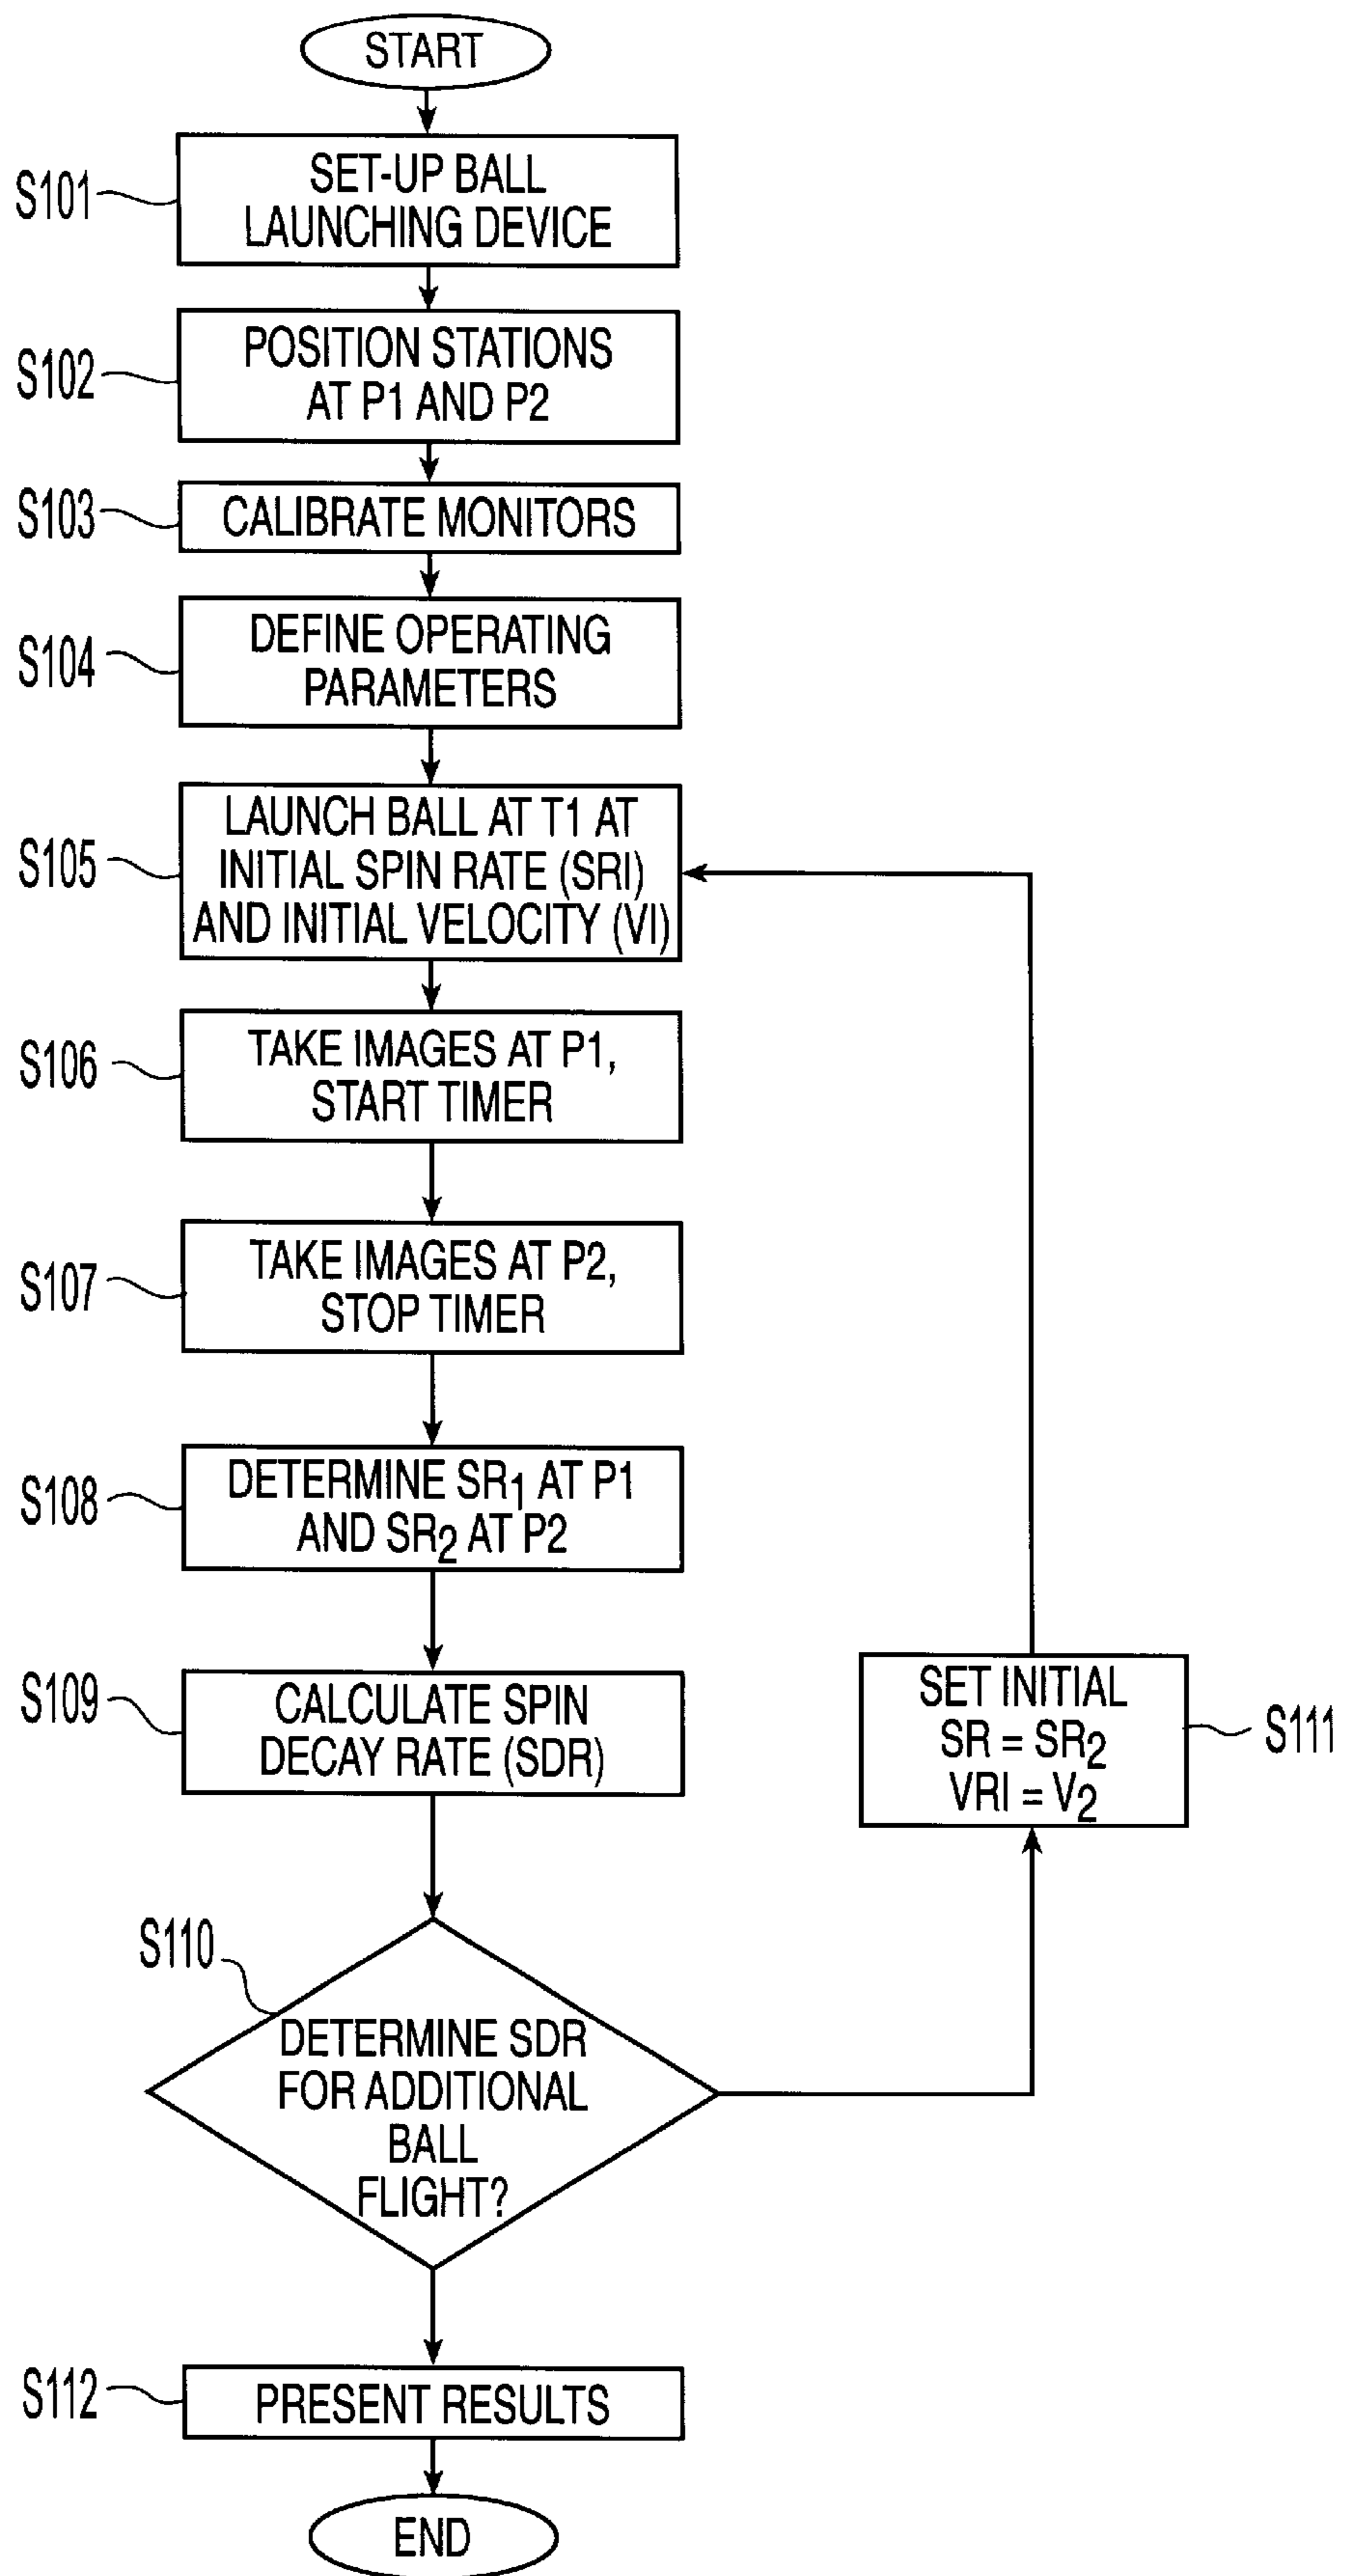 START
S101
SET-UP BALL
LAUNCHING DEVICE
S102
POSITION STATIONS
AT P1 AND P2
S103
CALIBRATE MONITORS
S104
DEFINE OPERATING
PARAMETERS
S105
LAUNCH BALL AT T1 AT
INITIAL SPIN RATE (SRI)
AND INITIAL VELOCITY (VI)
S106
TAKE IMAGES AT P1,
START TIMER
S107
TAKE IMAGES AT P2,
STOP TIMER
S108
DETERMINE SR1 AT P1
AND SR2 AT P2
S109
CALCULATE SPIN
DECAY RATE (SDR)
SET INITIAL
SR = SR2
VRI = V2
S111
S110
DETERMINE SDR
FOR ADDITIONAL
BALL
FLIGHT?
S112
PRESENT RESULTS
END